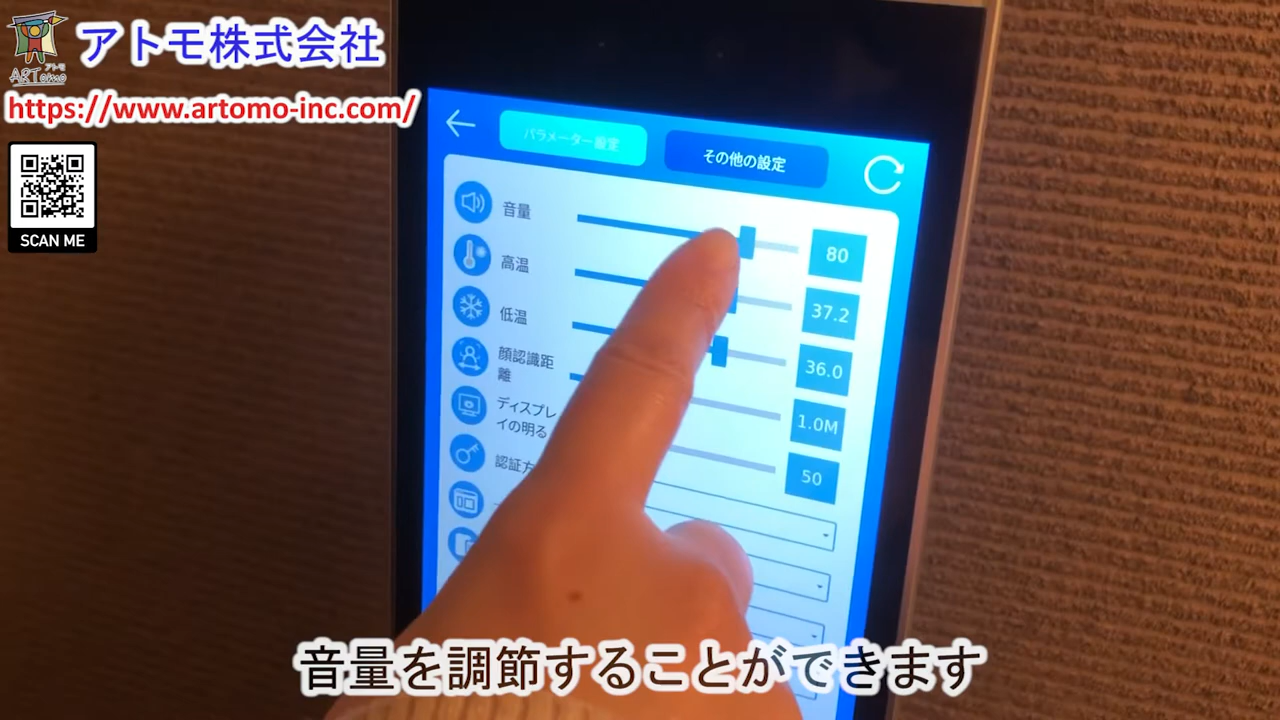 アトモ株式会社
アトモ
ARTomo
https://www.artomo-inc.com/
SCAN ME
パラメーター設定
その他の設定
音量
80
高温
37.2
低温
36.0
顔認識距
離
1.0M
ディスプレ
イの明る
50
認証方
音量を調節することができます